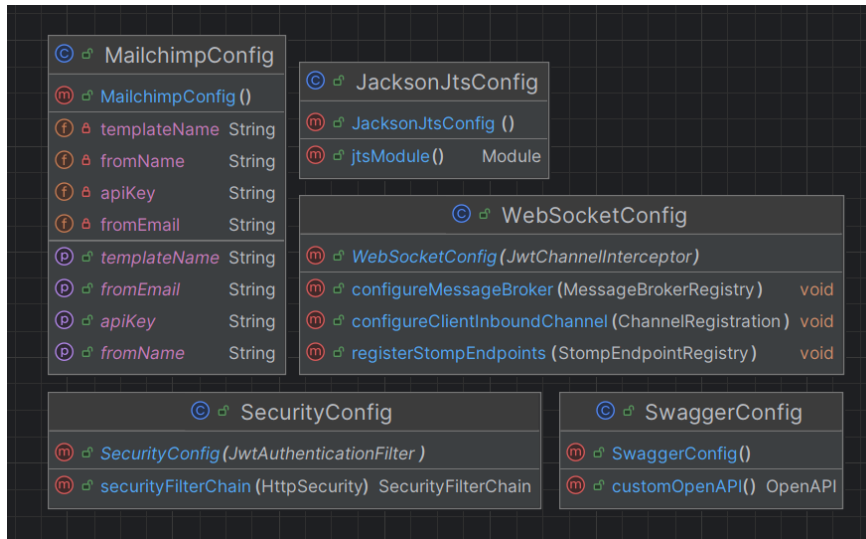 MailchimpConfig
MailchimpConfig()
templateName String
fromName String
apiKey String
fromEmail String
templateName String
fromEmail String
apiKey String
fromName String
JacksonJtsConfig
JacksonJtsConfig ()
jtsModule() Module
WebSocketConfig
WebSocketConfig(JwtChannelInterceptor)
configureMessageBroker(MessageBrokerRegistry) void
configureClientInboundChannel(ChannelRegistration) void
registerStompEndpoints(StompEndpointRegistry) void
SecurityConfig
SecurityConfig(JwtAuthenticationFilter )
securityFilterChain(HttpSecurity) SecurityFilterChain
SwaggerConfig
SwaggerConfig()
customOpenAPI() OpenAPI